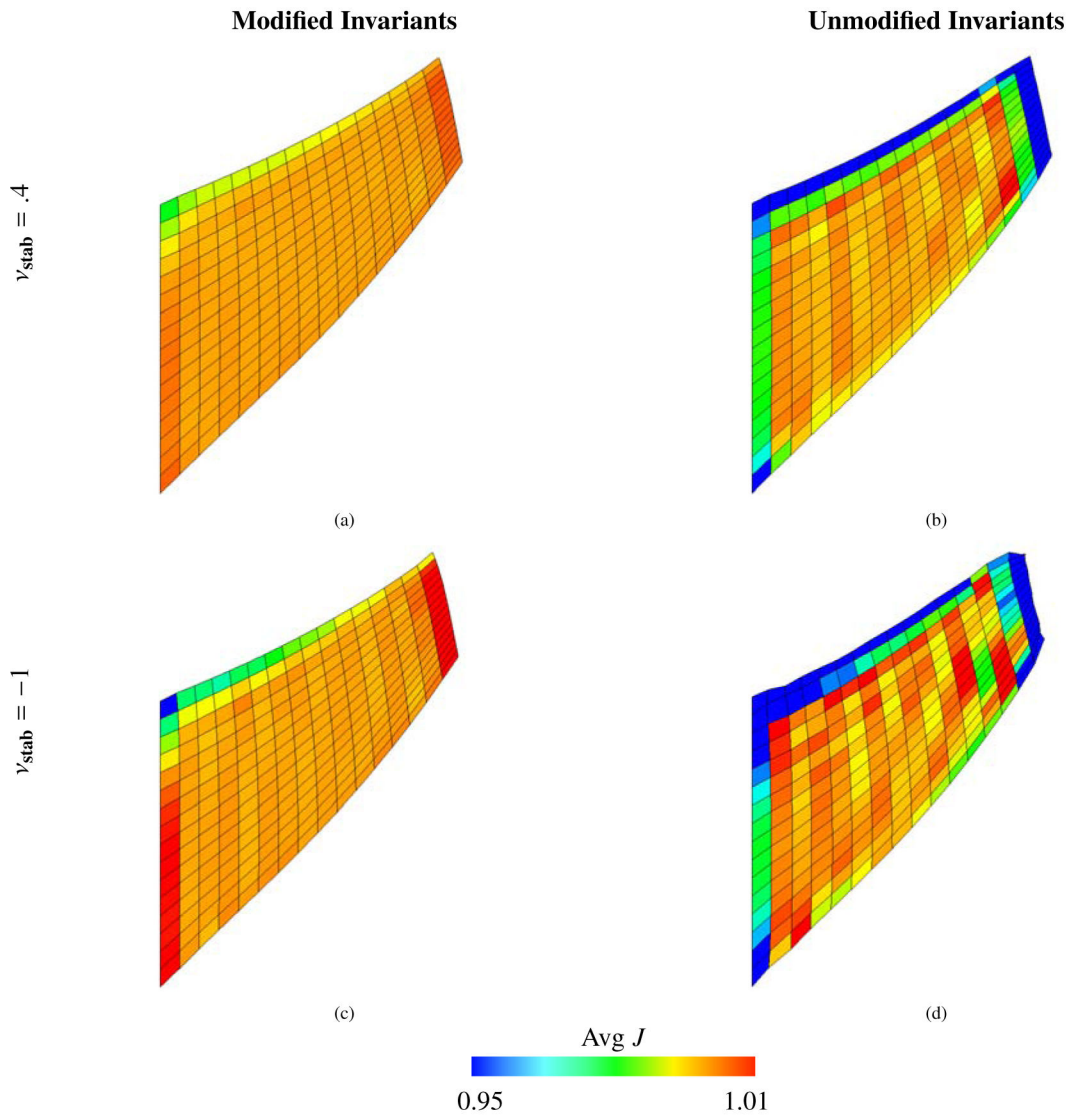 Modified Invariants
Unmodified Invariants
νstab = .4
(a)
(b)
νstab = −1
(c)
(d)
Avg J
0.95
1.01